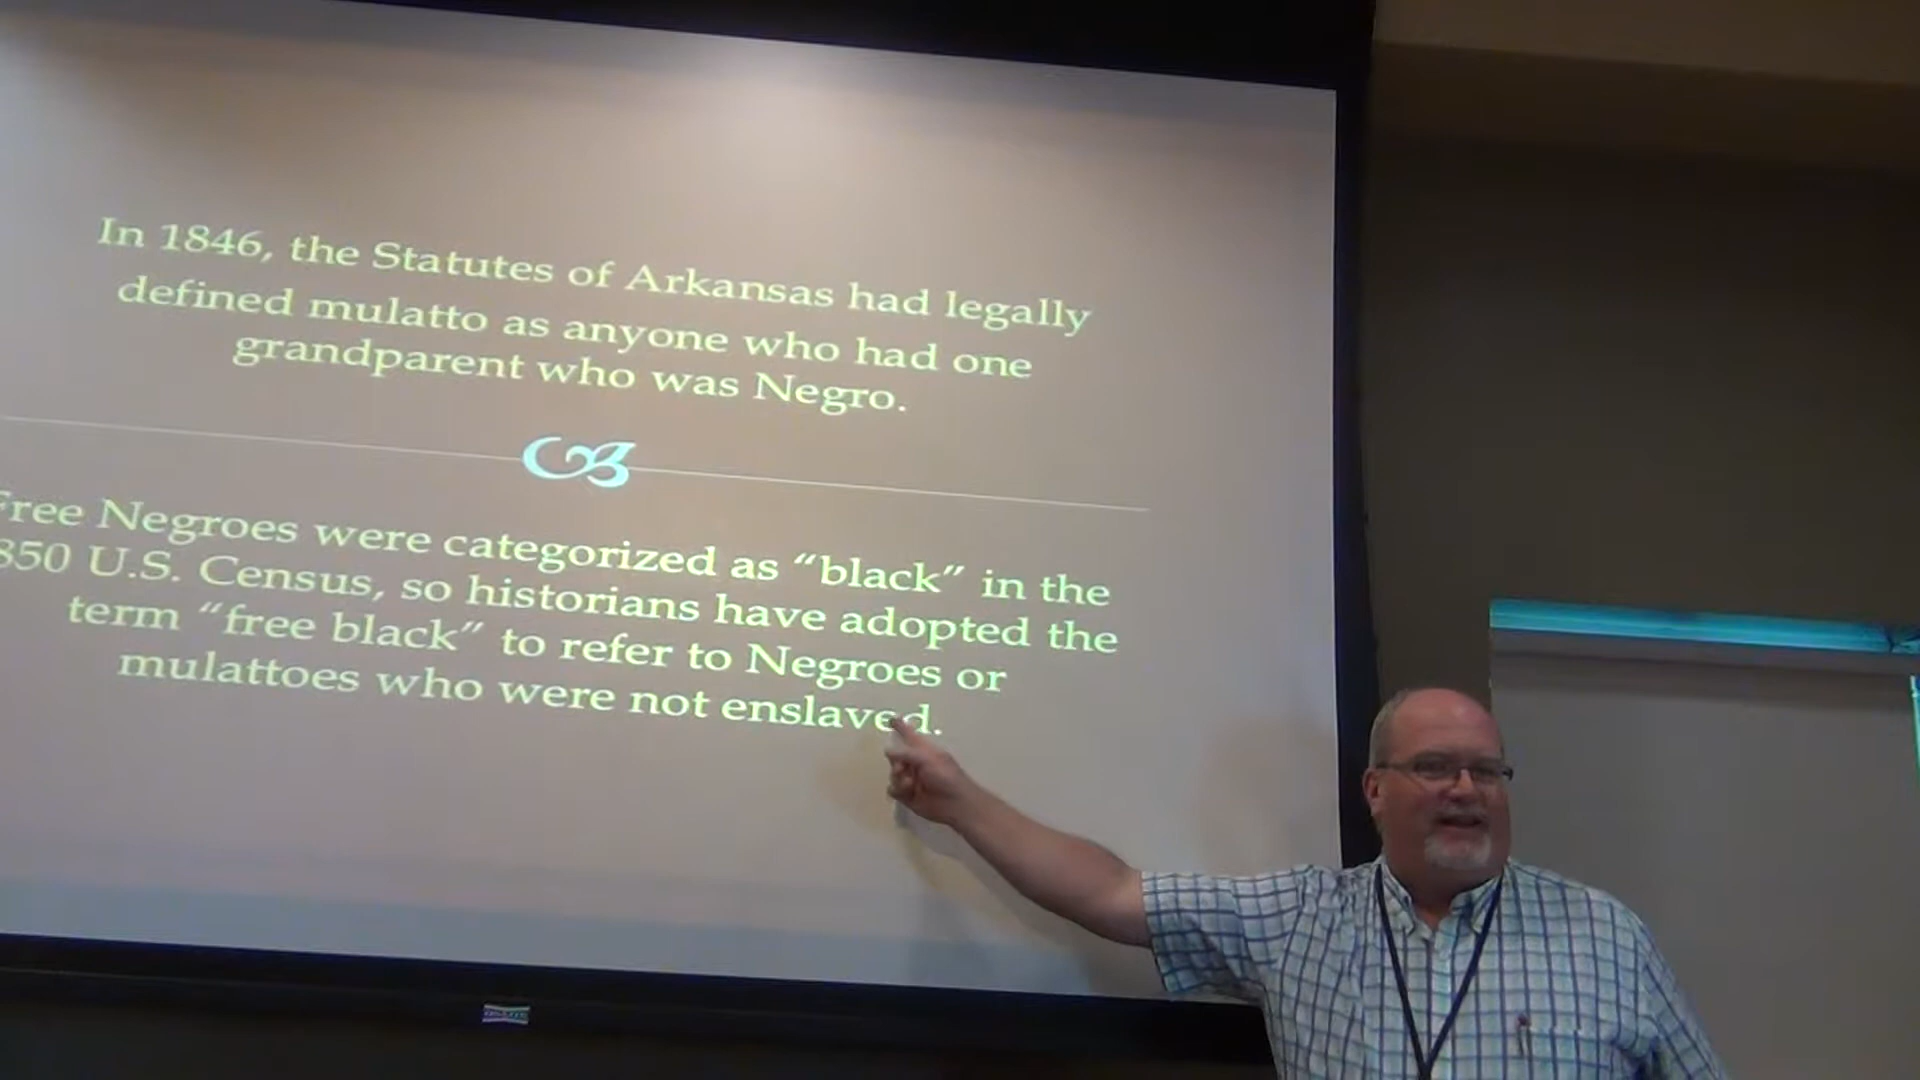 In 1846, the Statutes of Arkansas had legally
defined mulatto as anyone who had one
grandparent who was Negro.
Free Negroes were categorized as “black” in the
850 U.S. Census, so historians have adopted the
term “free black” to refer to Negroes or
mulattoes who were not enslaved.